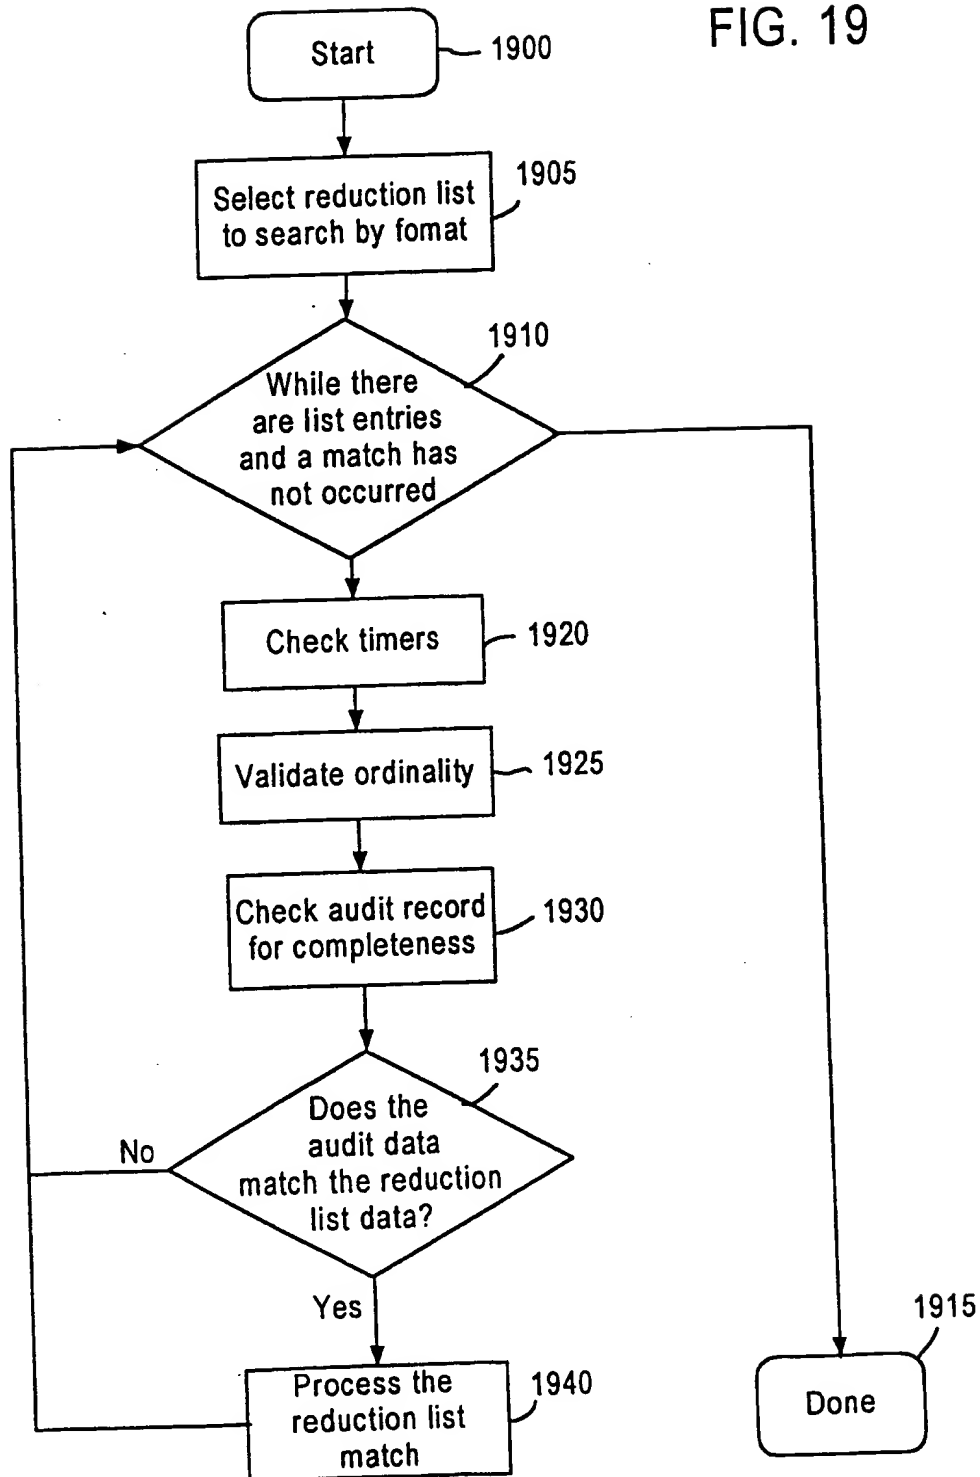 FIG. 19
Start
1900
Select reduction list
to search by fomat
1905
1910
While there
are list entries
and a match has
not occurred
Check timers
1920
Validate ordinality
1925
Check audit record
for completeness
1930
1935
Does the
audit data
match the reduction
list data?
No
Yes
1915
Done
Process the
reduction list
match
1940